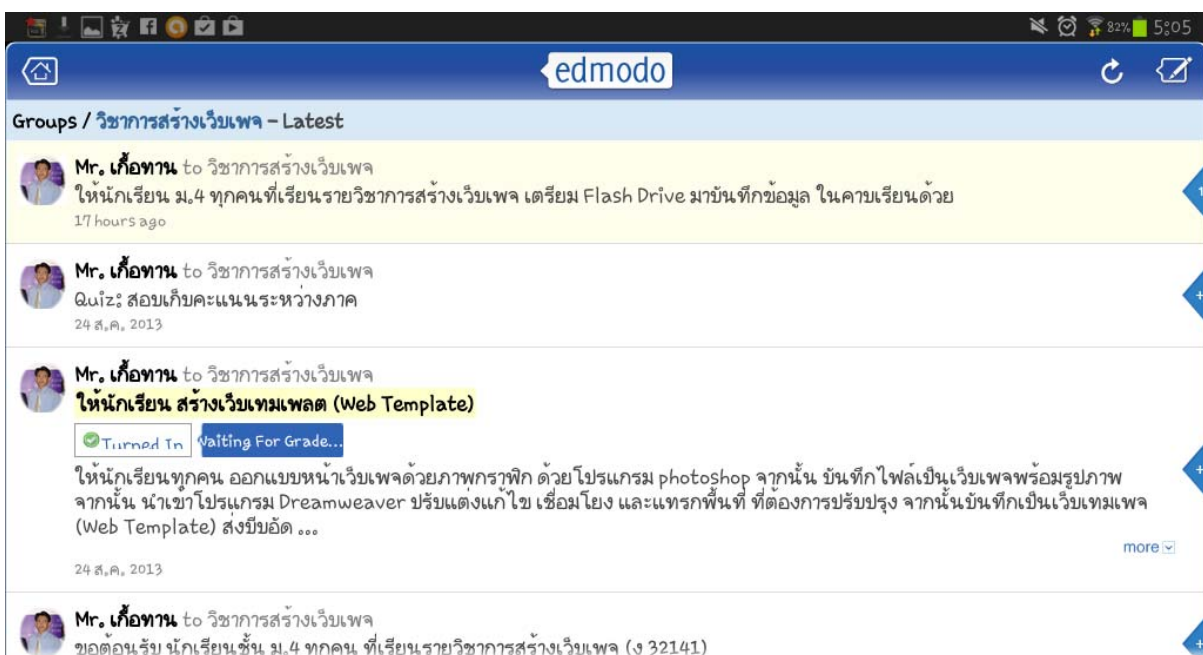 82% 5:05
edmodo
Groups / วิชาการสร้างเว็บเพจ - Latest
Mr. เกื้อทาน to วิชาการสร้างเว็บเพจ
ให้นักเรียน ม.4 ทุกคนที่เรียนรายวิชาการสร้างเว็บเพจ เตรียม Flash Drive มาบันทึกข้อมูล ในคาบเรียนด้วย
17 hours ago
Mr. เกื้อทาน to วิชาการสร้างเว็บเพจ
Quiz: สอบเก็บคะแนนระหว่างภาค
24 ส.ค. 2013
Mr. เกื้อทาน to วิชาการสร้างเว็บเพจ
ให้นักเรียน สร้างเว็บเทมเพลต (Web Template)
Turned In Waiting For Grade...
ให้นักเรียนทุกคน ออกแบบหน้าเว็บเพจด้วยภาพกราฟิก ด้วยโปรแกรม photoshop จากนั้น บันทึกไฟล์เป็นเว็บเพจพร้อมรูปภาพ
จากนั้น นำเข้าโปรแกรม Dreamweaver ปรับแต่งแก้ไข เชื่อมโยง และแทรกพื้นที่ ที่ต้องการปรับปรุง จากนั้นบันทึกเป็นเว็บเทมเพจ
(Web Template) ส่งบีบอัด ...
more
24 ส.ค. 2013
Mr. เกื้อทาน to วิชาการสร้างเว็บเพจ
ขอต้อนรับ นักเรียนชั้น ม.4 ทุกคน ที่เรียนรายวิชาการสร้างเว็บเพจ (ง 32141)